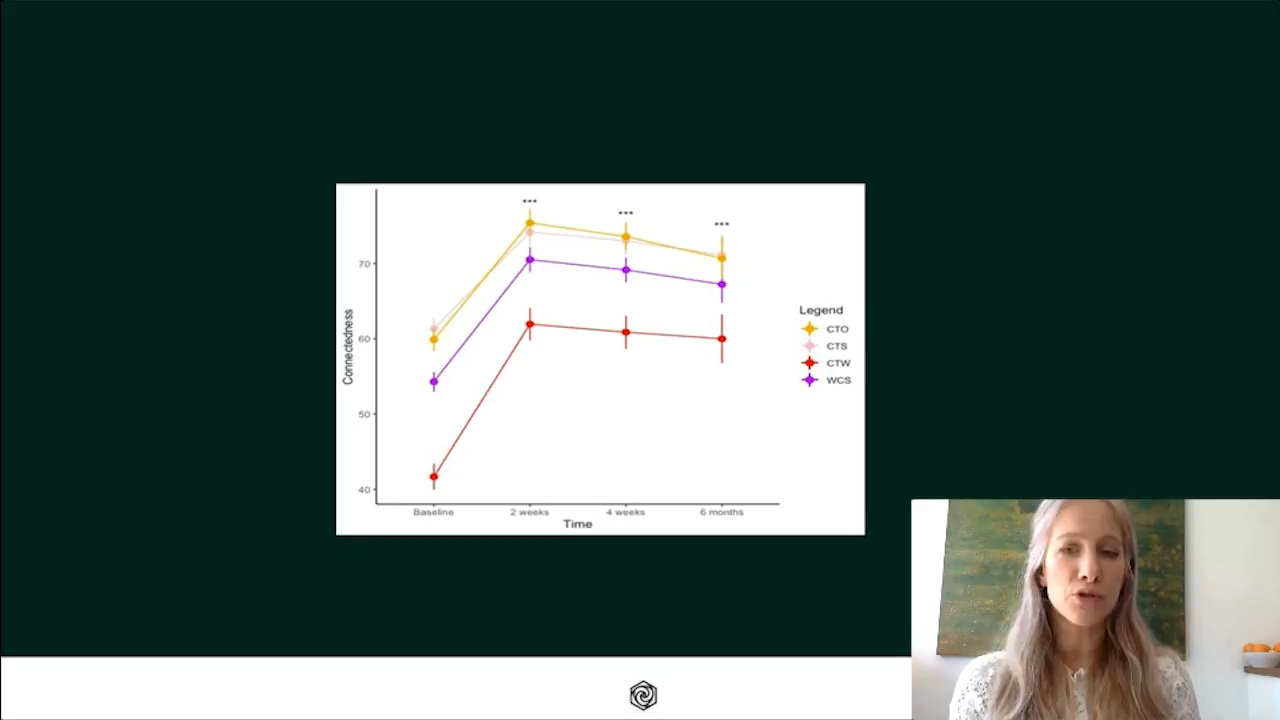 ***
***
***
70
60
50
40
Connectedness
Baseline
2 weeks
4 weeks
6 months
Time
Legend
CTO
CTS
CTW
WCS